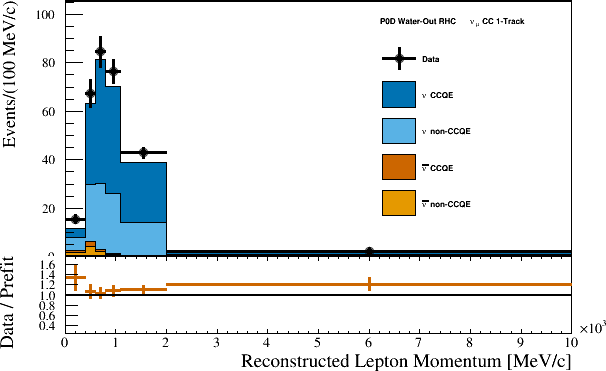 P0D Water-Out RHC ν μ CC 1-Track
Events/(100 MeV/c)
100
80
60
40
20
0
Data
ν CCQE
ν non-CCQE
ν̅ CCQE
ν̅ non-CCQE
Data / Prefit
1.6
1.4
1.2
1.0
0.8
0.6
0.4
0 1 2 3 4 5 6 7 8 9 10
×10³
Reconstructed Lepton Momentum [MeV/c]